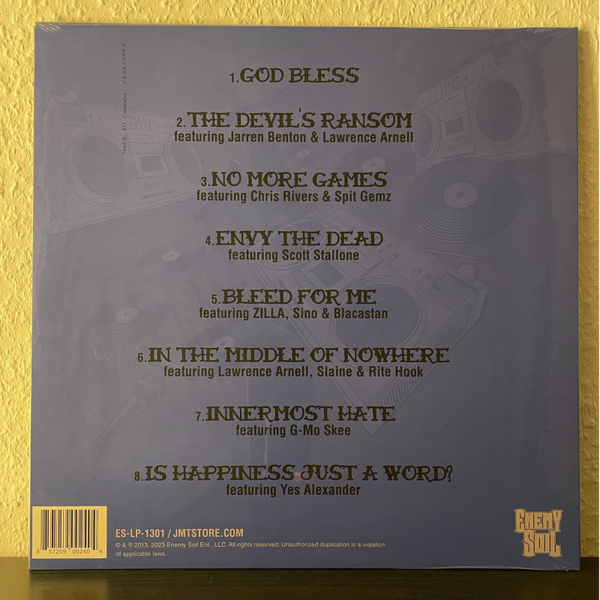 1.GOD BLESS
2.THE DEVIL'S RANSOM
featuring Jarren Benton & Lawrence Arnell
3.NO MORE GAMES
featuring Chris Rivers & Spit Gemz
4.ENVY THE DEAD
featuring Scott Stallone
5.BLEED FOR ME
featuring ZILLA, Sino & Blacastan
6.IN THE MIDDLE OF NOWHERE
featuring Lawrence Arnell, Slaine & Rite Hook
7.INNERMOST HATE
featuring G-Mo Skee
8.IS HAPPINESS JUST A WORD?
featuring Yes Alexander
ES-LP-1301 / JMTSTORE.COM
© & ℗ 2013, 2023 Enemy Soil Ent., LLC. All rights reserved. Unauthorized duplication is a violation
of applicable laws.
8 57259 00240 8
ENEMY
SOIL